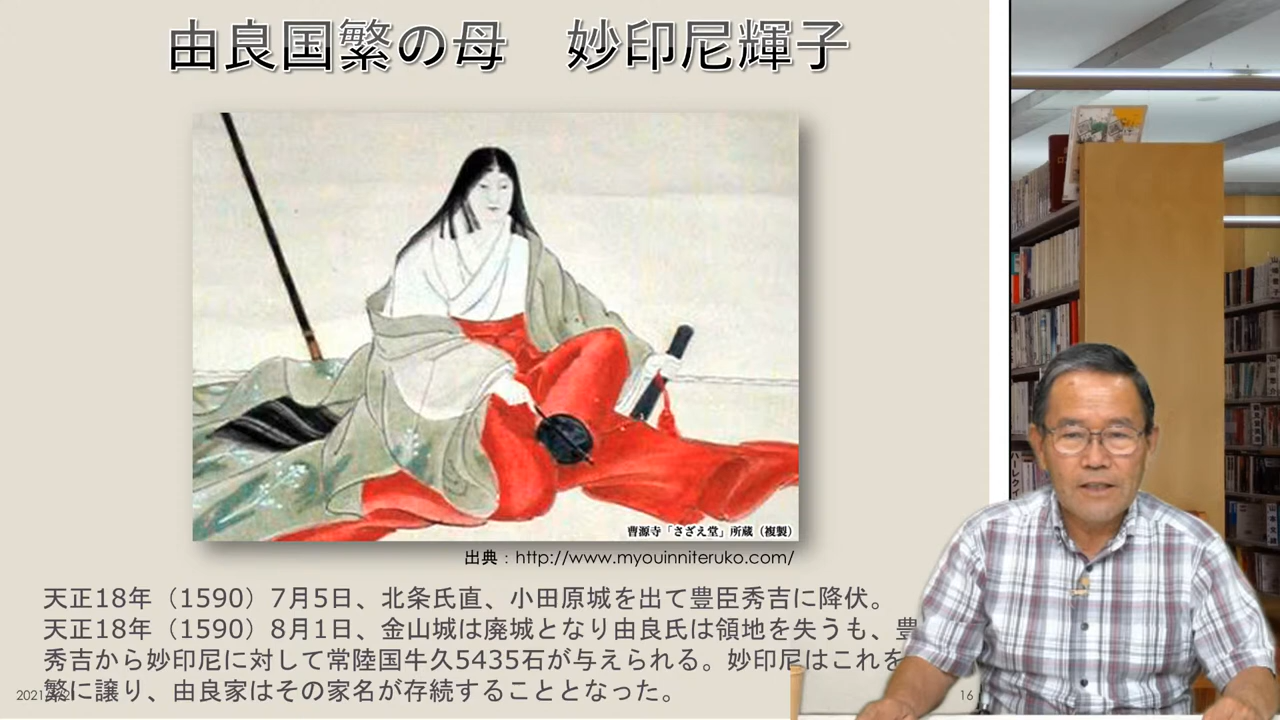 由良国繁の母　妙印尼輝子
曹源寺「さざえ堂」所蔵（複製）
出典：http://www.myouinniteruko.com/
天正18年（1590）7月5日、北条氏直、小田原城を出て豊臣秀吉に降伏。
天正18年（1590）8月1日、金山城は廃城となり由良氏は領地を失うも、豊
秀吉から妙印尼に対して常陸国牛久5435石が与えられる。妙印尼はこれを
繁に譲り、由良家はその家名が存続することとなった。
16
ハーレクイ